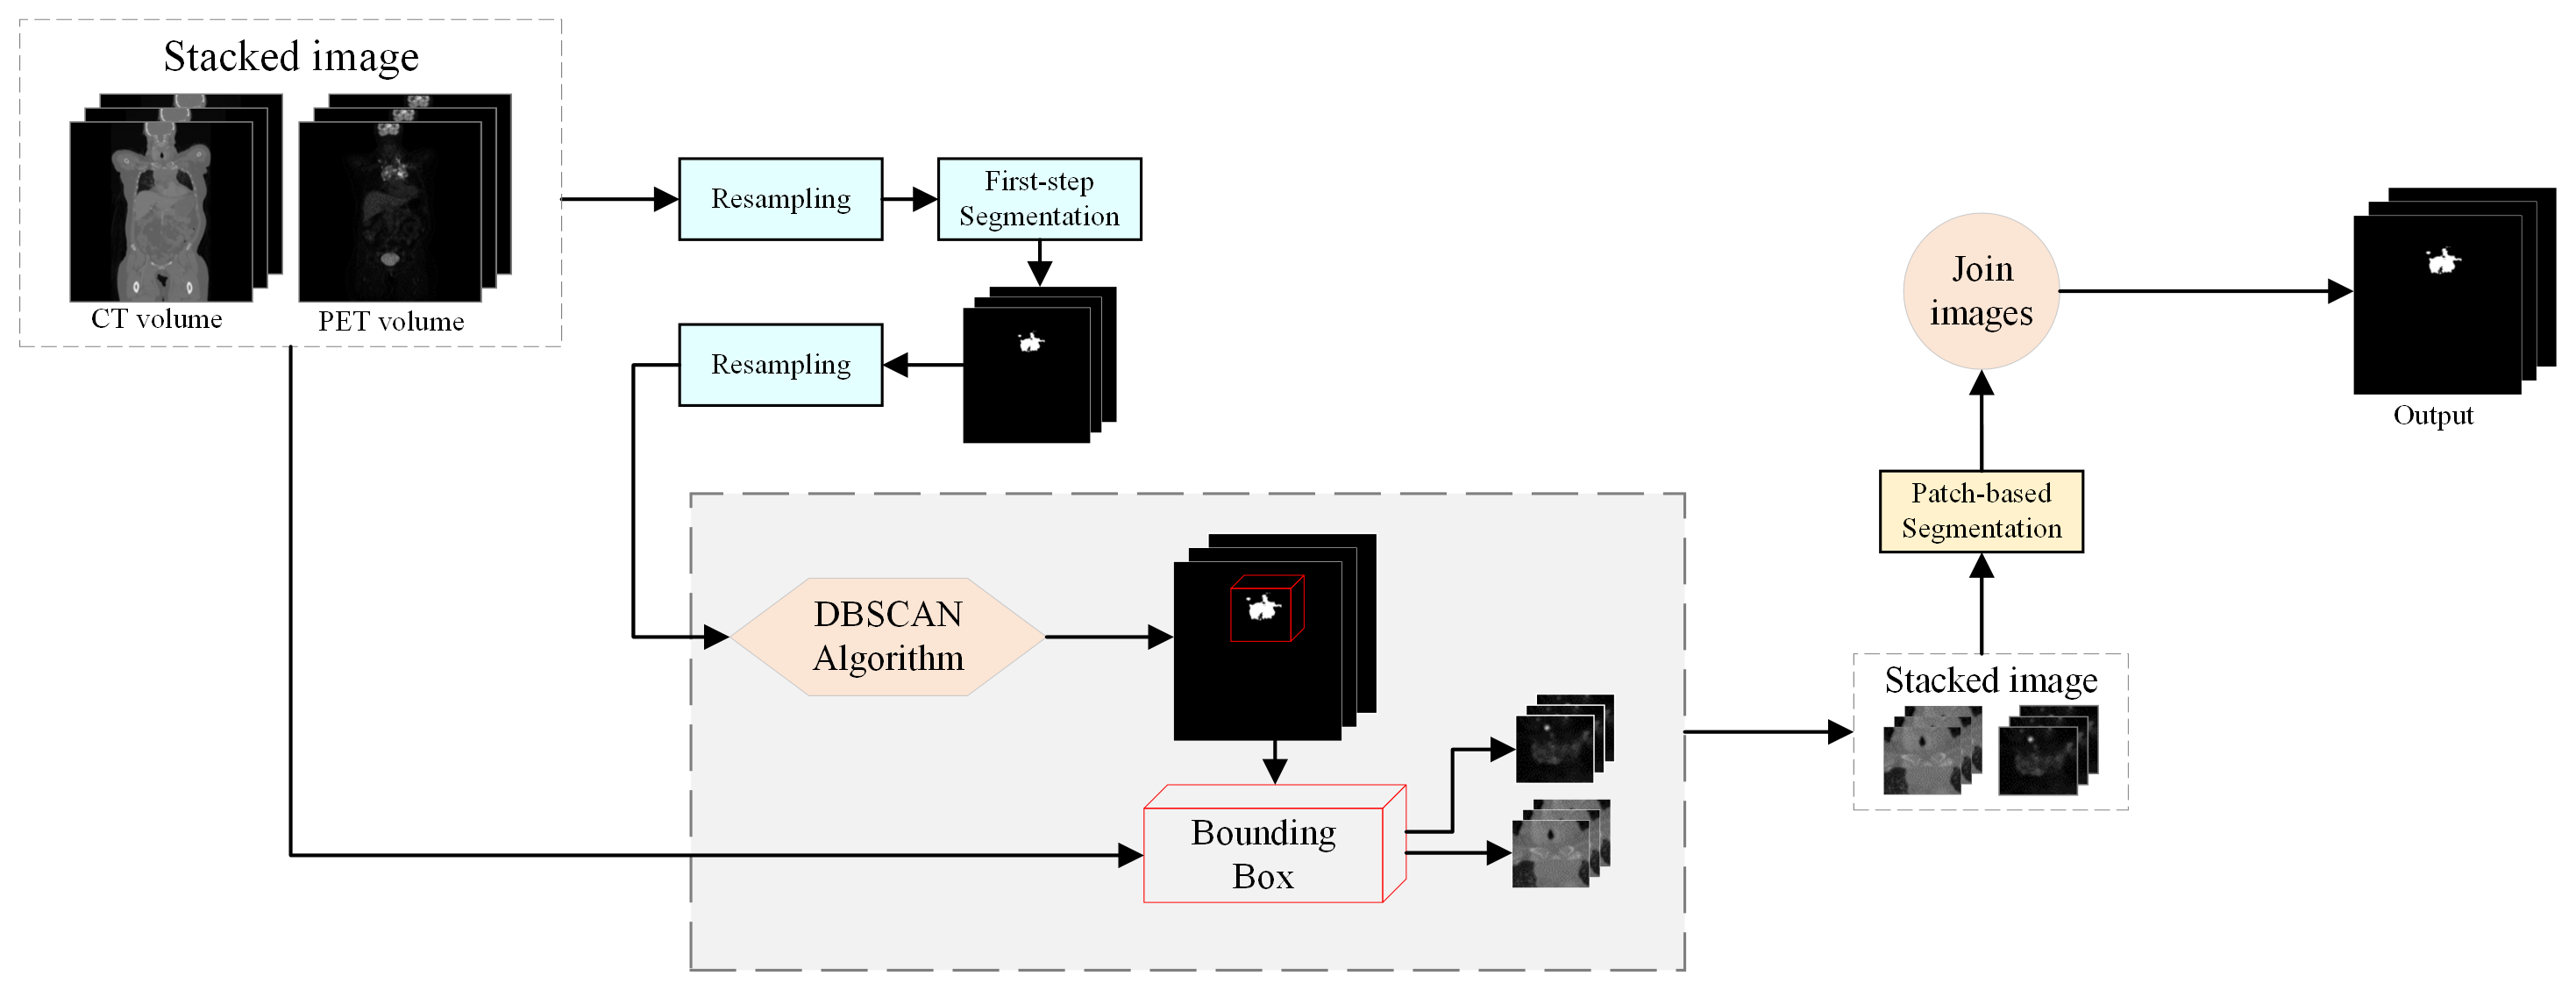 Stacked image
CT volume
PET volume
Resampling
First-step
Segmentation
Resampling
DBSCAN
Algorithm
Bounding
Box
Stacked image
Patch-based
Segmentation
Join
images
Output